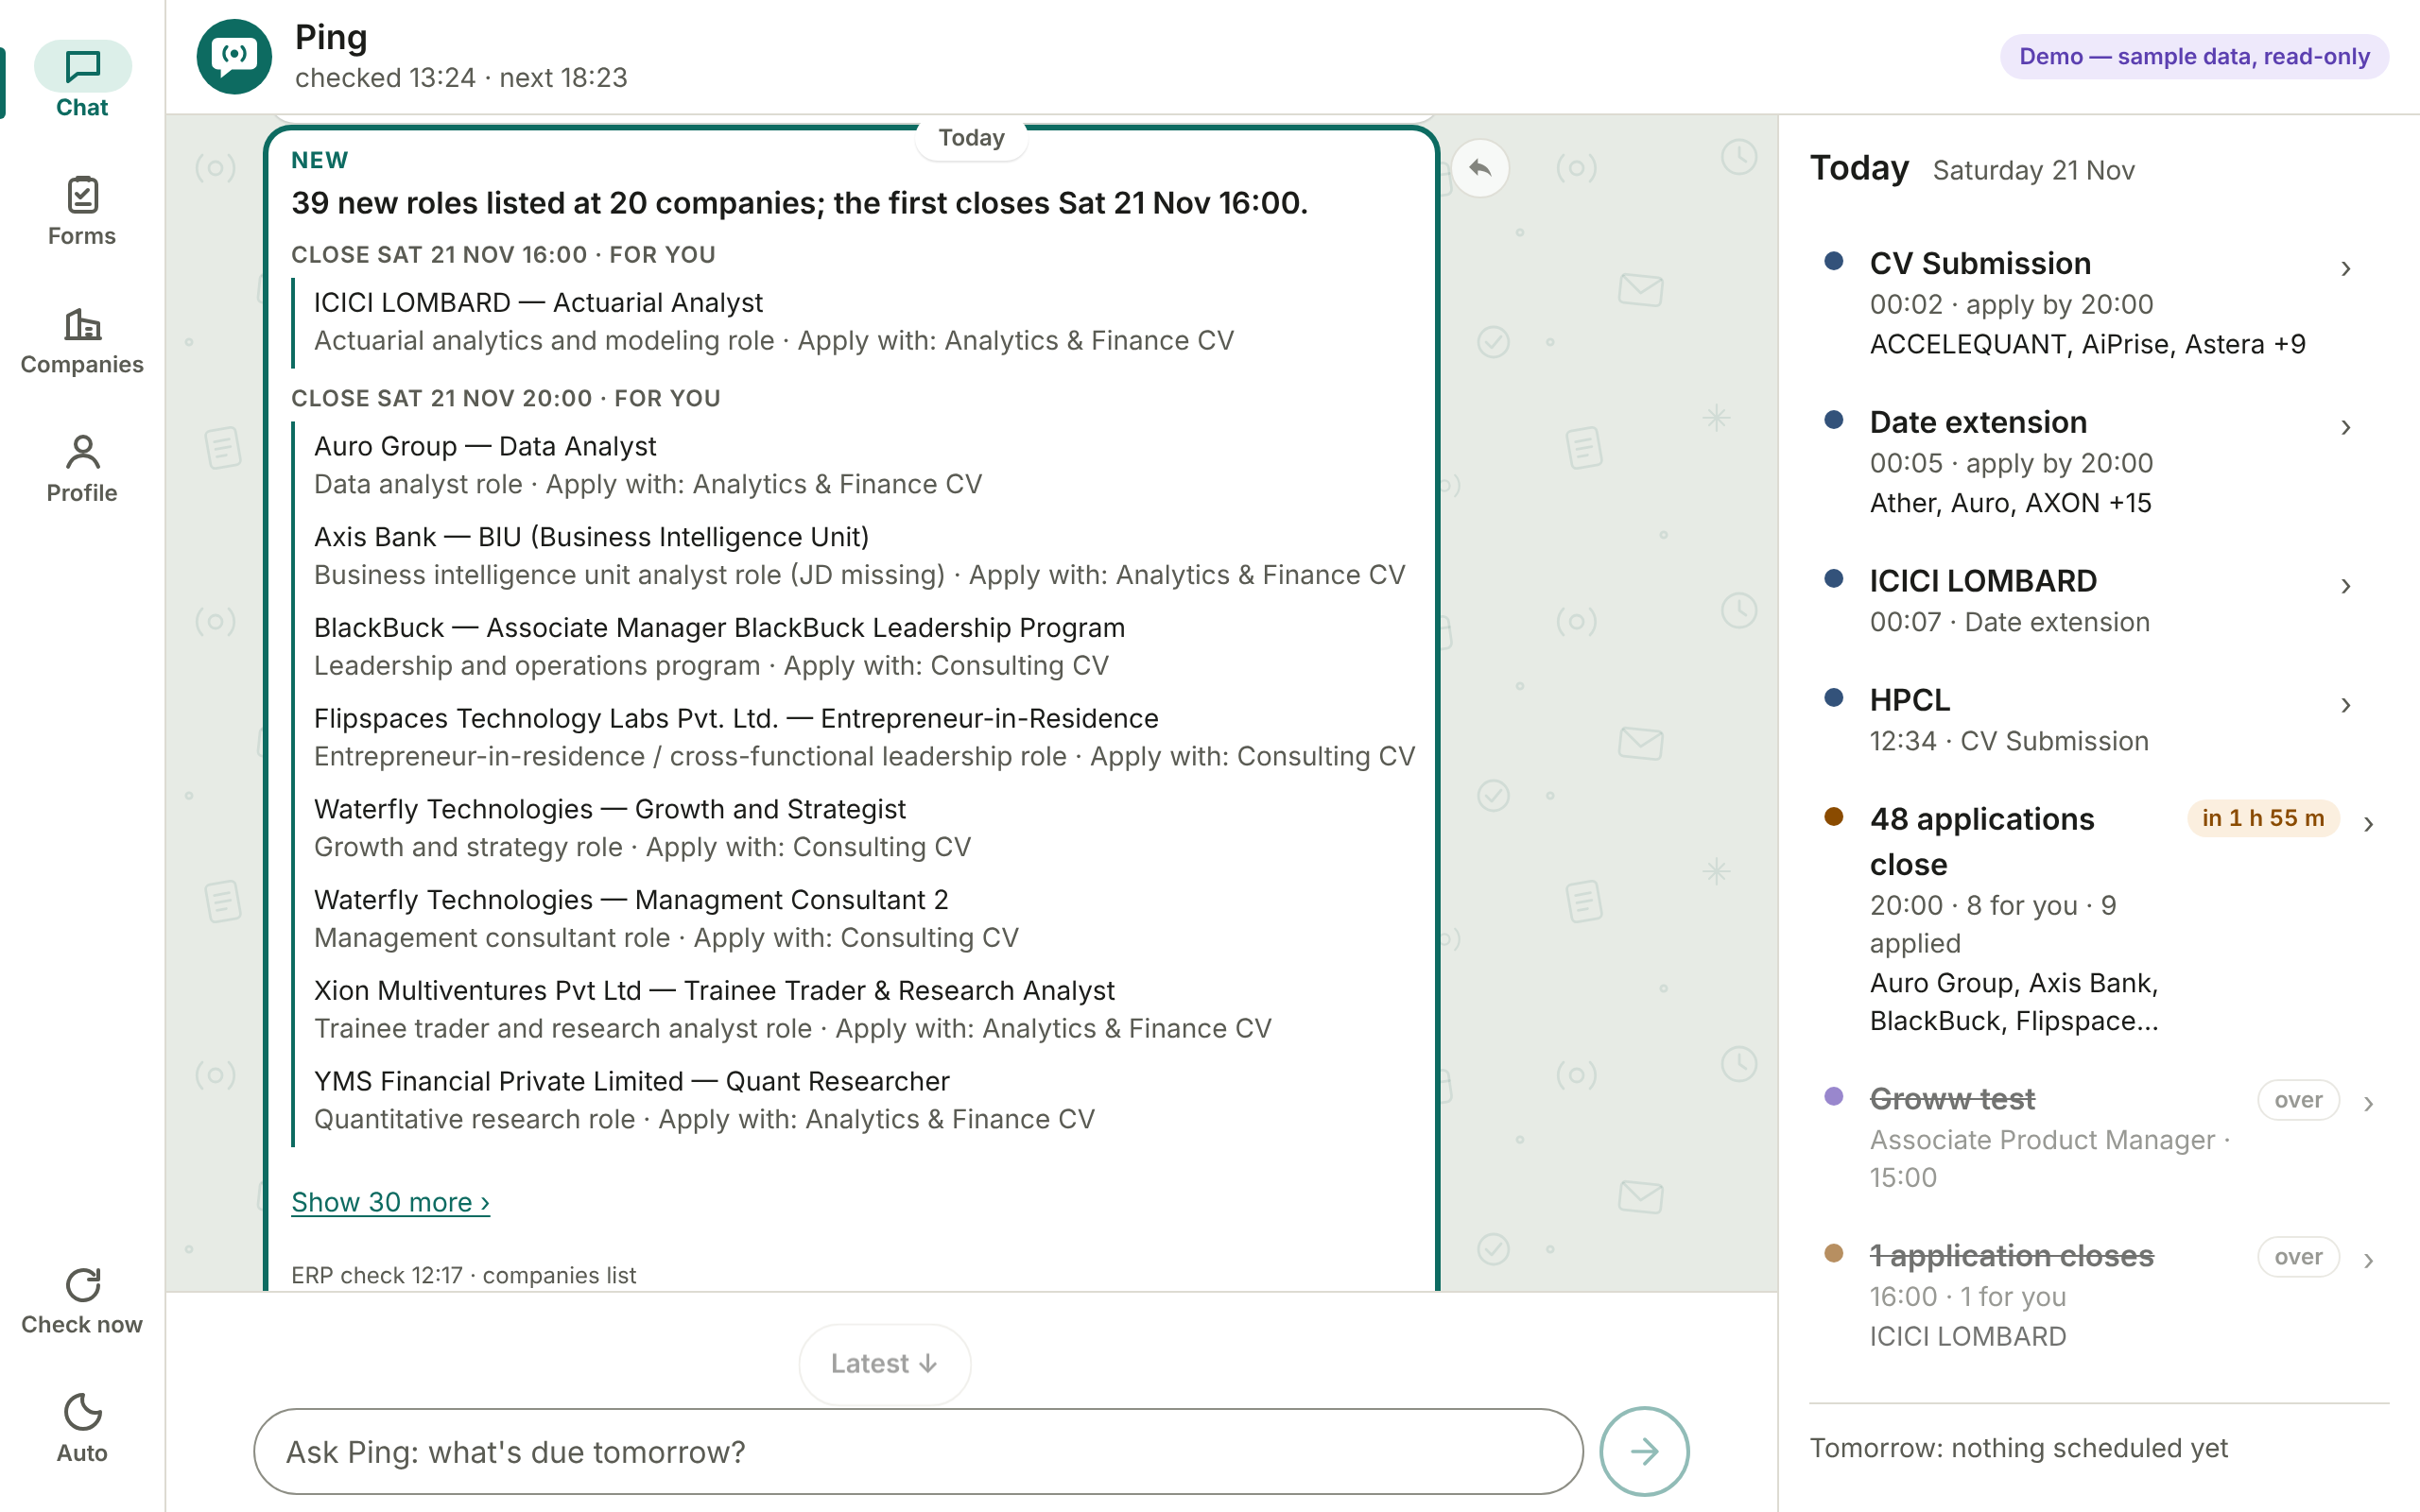 Chat
Forms
Companies
Profile
Check now
Auto
Ping
checked 13:24 · next 18:23
Demo — sample data, read-only
Today
NEW
39 new roles listed at 20 companies; the first closes Sat 21 Nov 16:00.
CLOSE SAT 21 NOV 16:00 · FOR YOU
ICICI LOMBARD — Actuarial Analyst
Actuarial analytics and modeling role · Apply with: Analytics & Finance CV
CLOSE SAT 21 NOV 20:00 · FOR YOU
Auro Group — Data Analyst
Data analyst role · Apply with: Analytics & Finance CV
Axis Bank — BIU (Business Intelligence Unit)
Business intelligence unit analyst role (JD missing) · Apply with: Analytics & Finance CV
BlackBuck — Associate Manager BlackBuck Leadership Program
Leadership and operations program · Apply with: Consulting CV
Flipspaces Technology Labs Pvt. Ltd. — Entrepreneur-in-Residence
Entrepreneur-in-residence / cross-functional leadership role · Apply with: Consulting CV
Waterfly Technologies — Growth and Strategist
Growth and strategy role · Apply with: Consulting CV
Waterfly Technologies — Managment Consultant 2
Management consultant role · Apply with: Consulting CV
Xion Multiventures Pvt Ltd — Trainee Trader & Research Analyst
Trainee trader and research analyst role · Apply with: Analytics & Finance CV
YMS Financial Private Limited — Quant Researcher
Quantitative research role · Apply with: Analytics & Finance CV
Show 30 more ›
ERP check 12:17 · companies list
Latest ↓
Ask Ping: what's due tomorrow?
Today Saturday 21 Nov
CV Submission
00:02 · apply by 20:00
ACCELEQUANT, AiPrise, Astera +9
Date extension
00:05 · apply by 20:00
Ather, Auro, AXON +15
ICICI LOMBARD
00:07 · Date extension
HPCL
12:34 · CV Submission
48 applications in 1 h 55 m
close
20:00 · 8 for you · 9
applied
Auro Group, Axis Bank,
BlackBuck, Flipspace...
Groww test over
Associate Product Manager ·
15:00
1 application closes over
16:00 · 1 for you
ICICI LOMBARD
Tomorrow: nothing scheduled yet